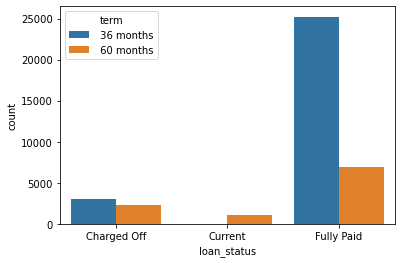 term
36 months
60 months
25000
20000
15000
10000
5000
0
count
Charged Off
Current
Fully Paid
loan_status